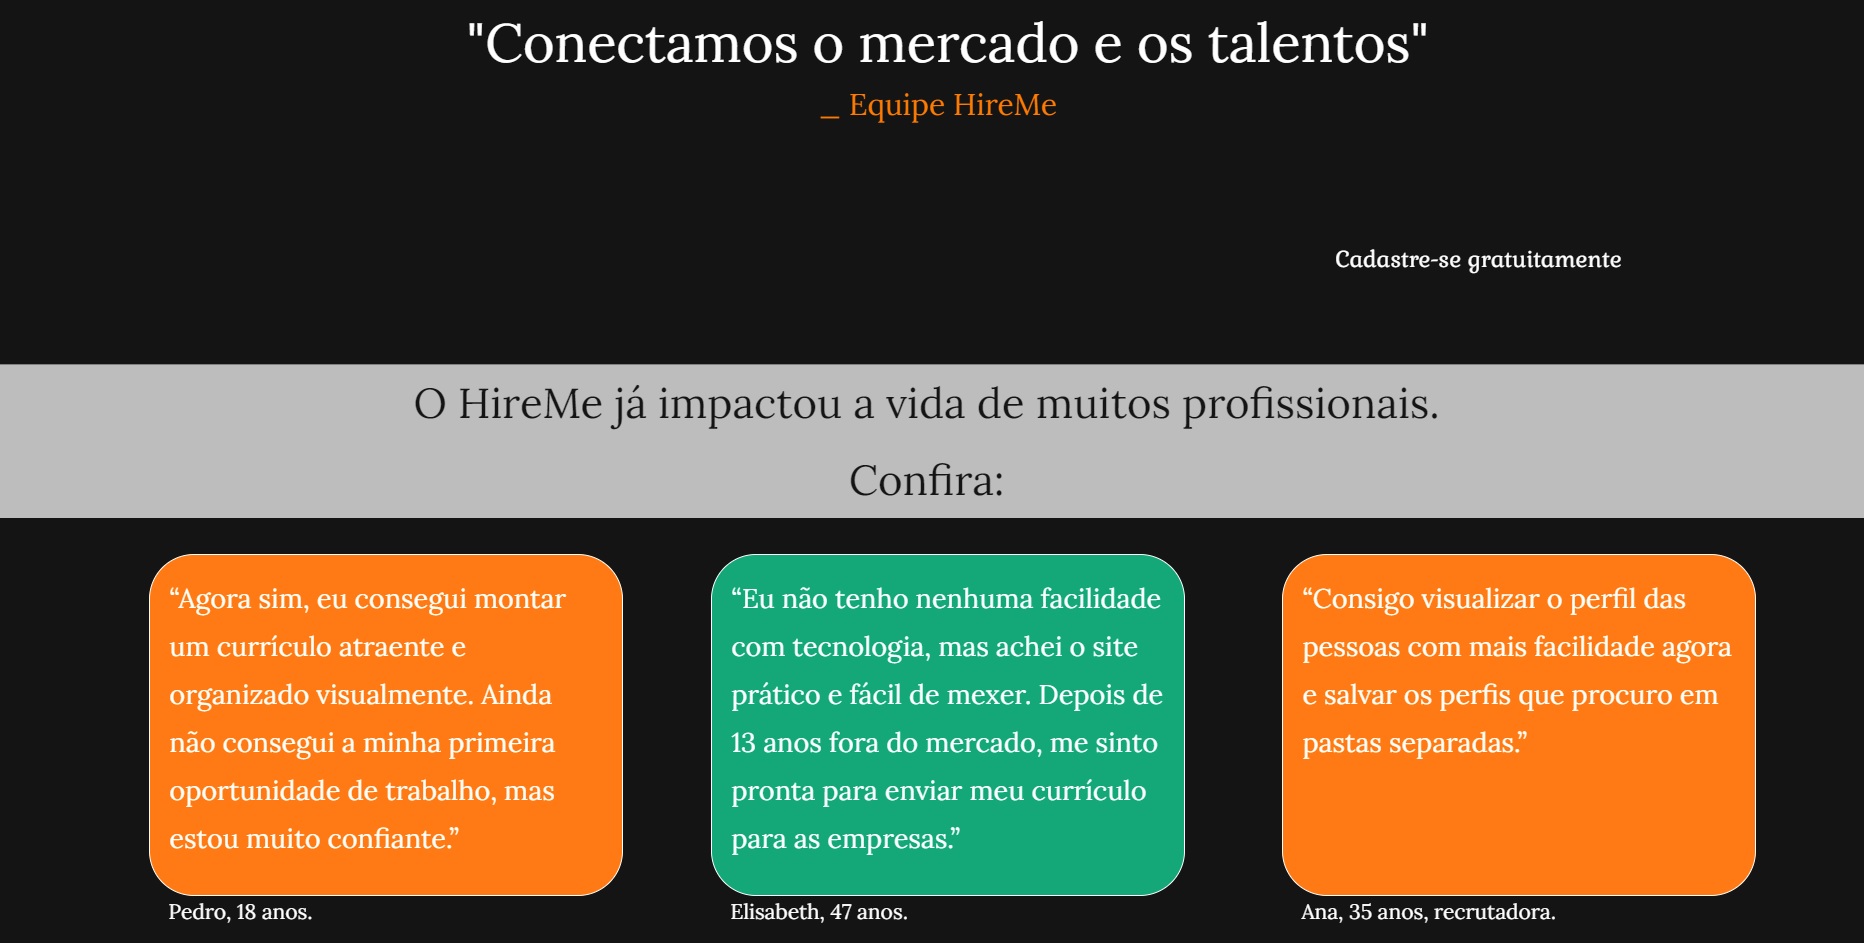 "Conectamos o mercado e os talentos"
_ Equipe HireMe
Cadastre-se gratuitamente
O HireMe já impactou a vida de muitos profissionais.
Confira:
“Agora sim, eu consegui montar
um currículo atraente e
organizado visualmente. Ainda
não consegui a minha primeira
oportunidade de trabalho, mas
estou muito confiante.”
Pedro, 18 anos.
“Eu não tenho nenhuma facilidade
com tecnologia, mas achei o site
prático e fácil de mexer. Depois de
13 anos fora do mercado, me sinto
pronta para enviar meu currículo
para as empresas.”
Elisabeth, 47 anos.
“Consigo visualizar o perfil das
pessoas com mais facilidade agora
e salvar os perfis que procuro em
pastas separadas.”
Ana, 35 anos, recrutadora.